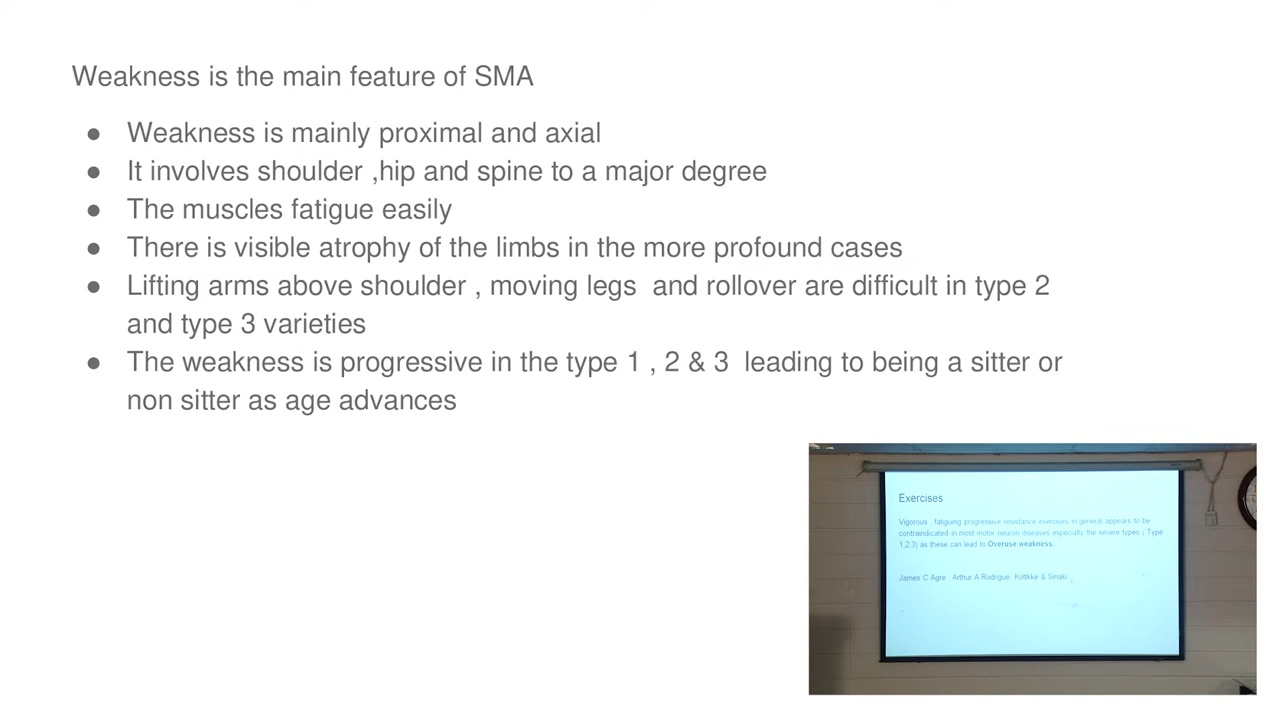 Weakness is the main feature of SMA
● Weakness is mainly proximal and axial
● It involves shoulder ,hip and spine to a major degree
● The muscles fatigue easily
● There is visible atrophy of the limbs in the more profound cases
● Lifting arms above shoulder , moving legs  and rollover are difficult in type 2
and type 3 varieties
● The weakness is progressive in the type 1 , 2 & 3  leading to being a sitter or
non sitter as age advances
Exercises
Vigorous  fatiguing progressive resistance exercises in general appears to be
contraindicated in most motor neuron diseases especially the severe types ( Type
1,2,3) as these can lead to Overuse weakness.
James C Agre , Arthur A Rodrigue, Kottkke & Sinaki